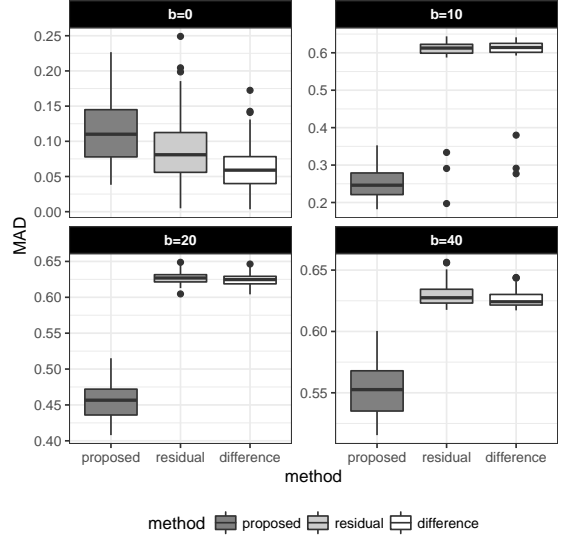 b=0
b=10
0.25
0.20
0.15
0.10
0.05
0.00
0.6
0.5
0.4
0.3
0.2
MAD
b=20
b=40
0.65
0.60
0.55
0.50
0.45
0.40
0.65
0.60
0.55
proposed residual difference
proposed residual difference
method
method proposed residual difference